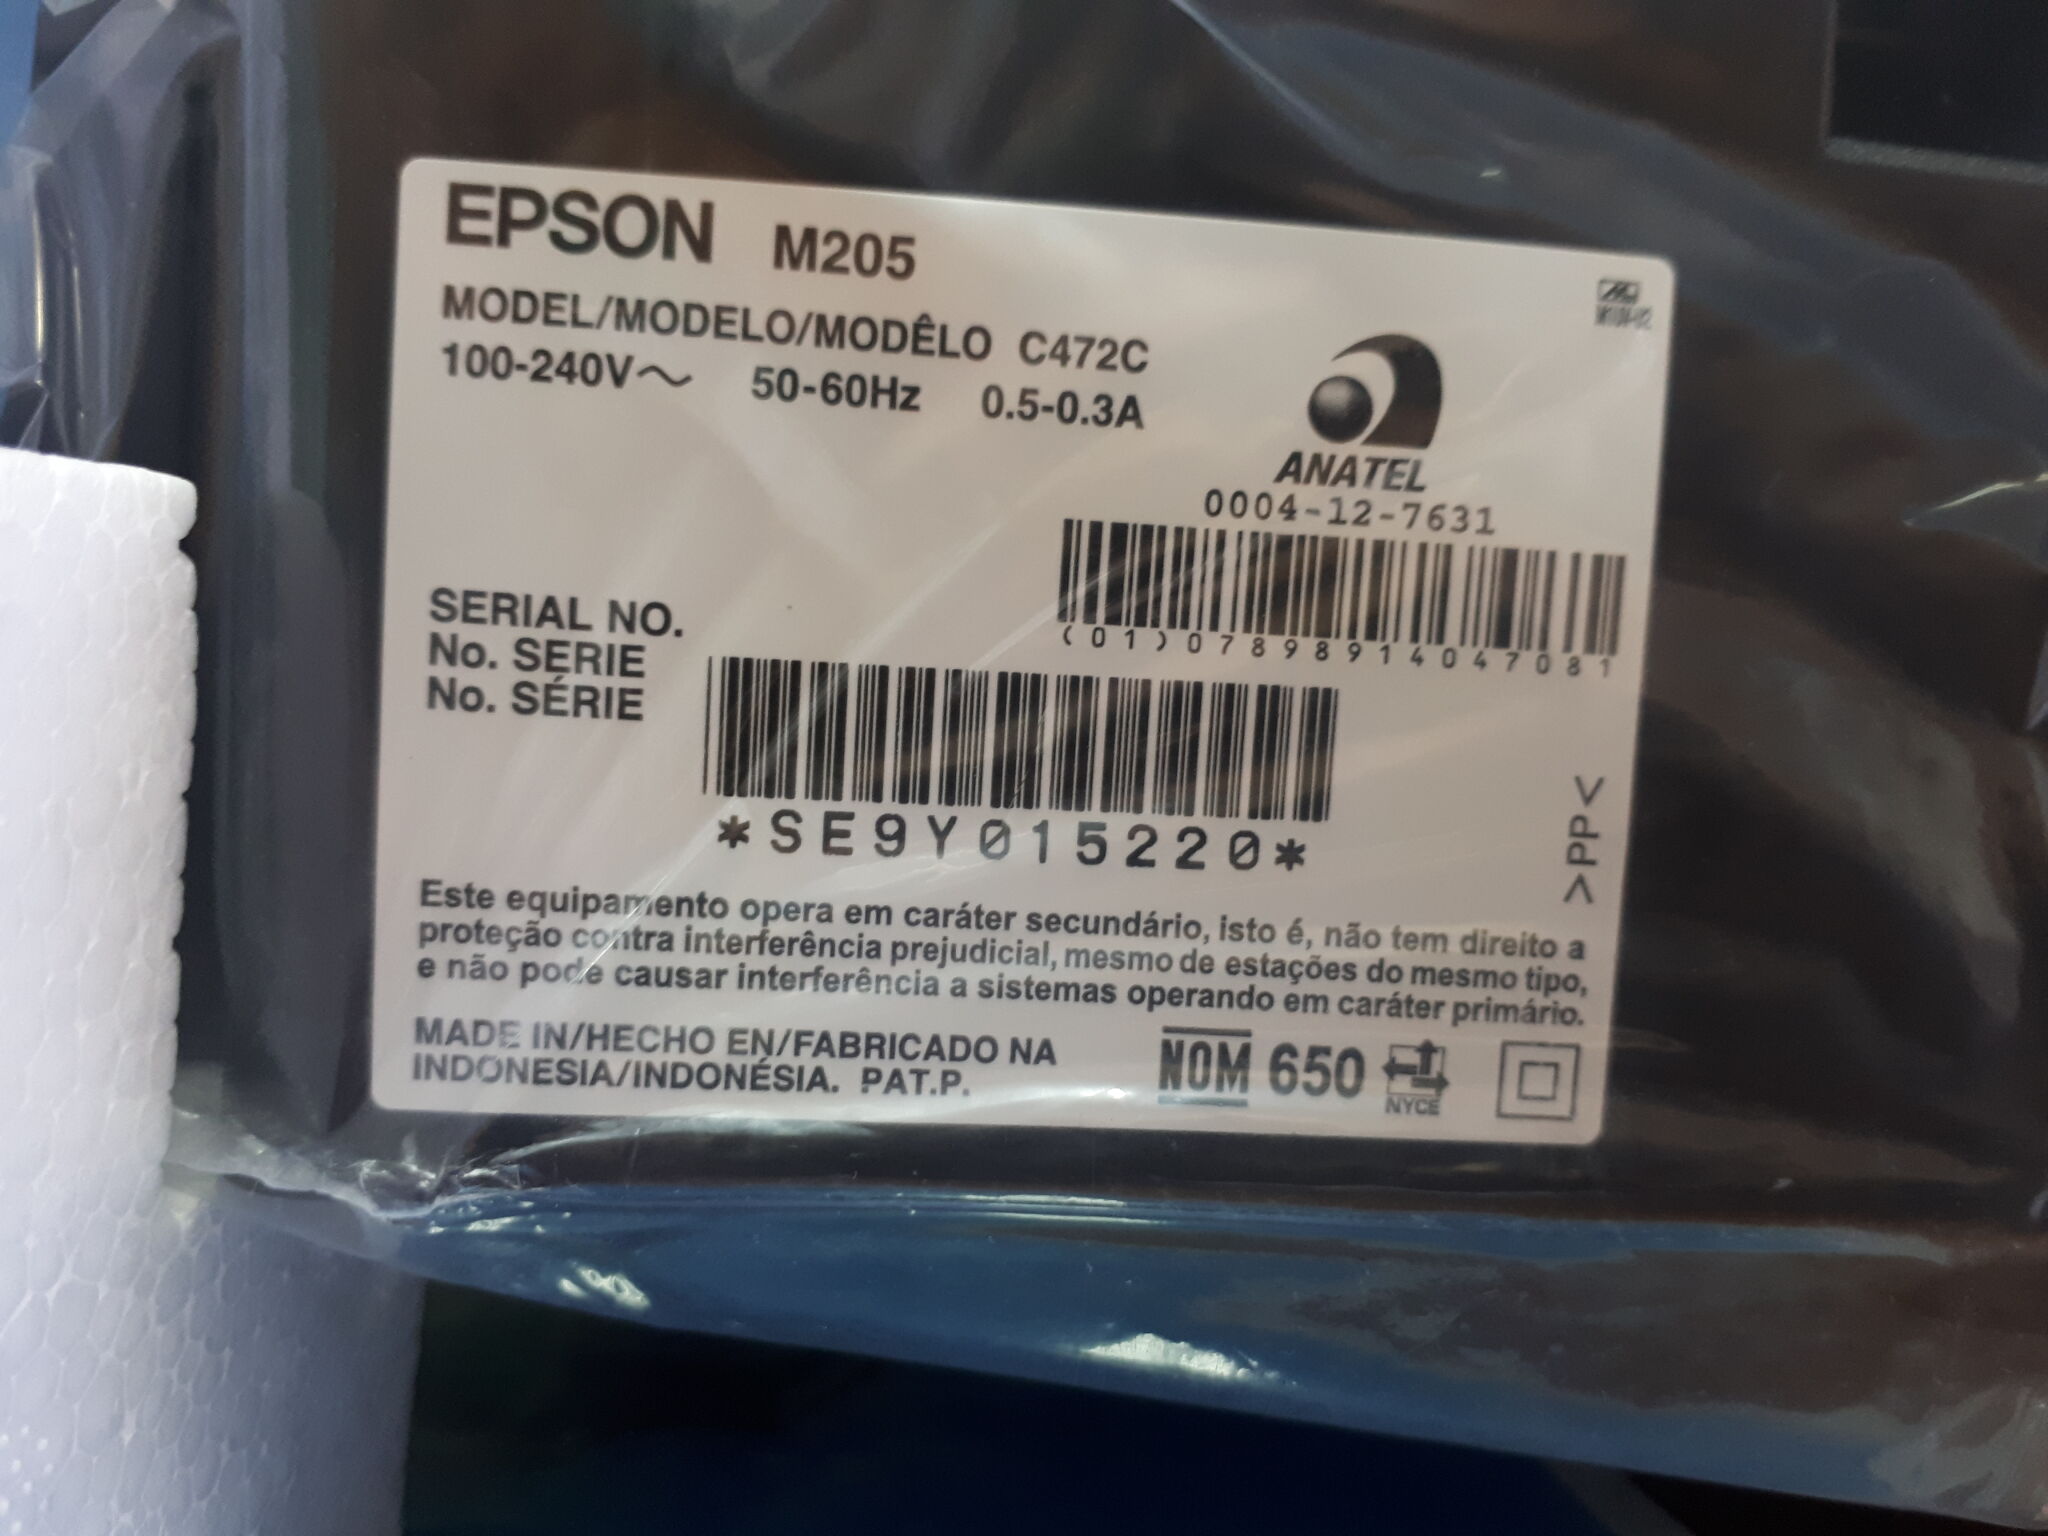 EPSON M205
MODEL/MODELO/MODÊLO C472C
100-240V～ 50-60Hz 0.5-0.3A
ANATEL
0004-12-7631
(01)07898914047081
SERIAL NO.
No. SERIE
No. SÉRIE
*SE9Y015220*
>PP<
Este equipamento opera em caráter secundário, isto é, não tem direito a
proteção contra interferência prejudicial, mesmo de estações do mesmo tipo,
e não pode causar interferência a sistemas operando em caráter primário.
MADE IN/HECHO EN/FABRICADO NA
INDONESIA/INDONÉSIA. PAT.P.
NOM 650
NYCE